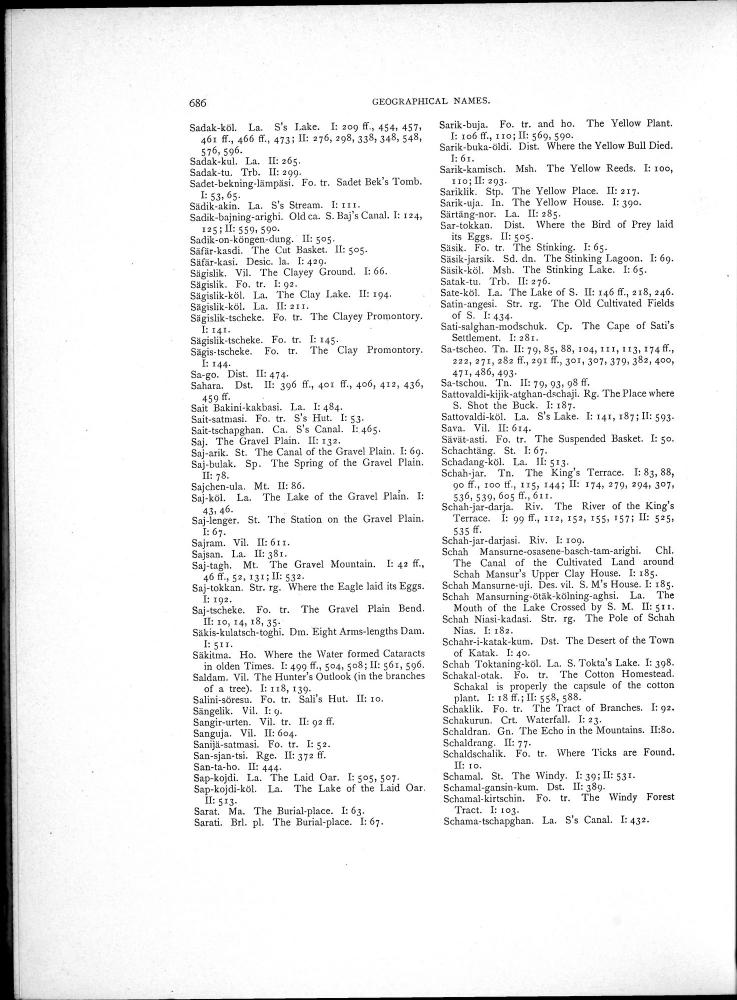 686
GEOGRAPHICAL NAMES.
Sadak-köl. La. S's Lake. I: 209 ff., 454, 457,
461 ff., 466 ff., 473; II: 276, 298, 338, 348, 548,
576, 596.
Sadak-kul. La. II: 265.
Sadak-tu. Trb. II: 299.
Sadet-bekning-lämpäsi. Fo. tr. Sadet Bek's Tomb.
I: 53, 65.
Sädik-akin. La. S's Stream. I: 111.
Sadik-bajning-arighi. Old ca. S. Baj's Canal. I: 124,
125; II: 559, 590.
Sadik-on-köngen-dung. II: 505.
Säfär-kasdi. The Cut Basket. II: 505.
Säfär-kasi. Desic. la. I: 429.
Sägislik. Vil. The Clayey Ground. I: 66.
Sägislik. Fo. tr. I: 92.
Sägislik-köl. La. The Clay Lake. II: 194.
Sägislik-köl. La. II: 211.
Sägislik-tscheke. Fo. tr. The Clayey Promontory.
I: 141.
Sägislik-tscheke. Fo. tr. I: 145.
Sägis-tscheke. Fo. tr. The Clay Promontory.
I: 144.
Sa-go. Dist. II: 474.
Sahara. Dst. II: 396 ff., 401 ff., 406, 412, 436,
459 ff.
Sait Bakini-kakbasi. La. I: 484.
Sait-satmasi. Fo. tr. S's Hut. I: 53.
Sait-tschapghan. Ca. S's Canal. I: 465.
Saj. The Gravel Plain. II: 132.
Saj-arik. St. The Canal of the Gravel Plain. I: 69.
Saj-bulak. Sp. The Spring of the Gravel Plain.
II: 78.
Sajchen-ula. Mt. II: 86.
Saj-köl. La. The Lake of the Gravel Plain. I:
43, 46.
Saj-lenger. St. The Station on the Gravel Plain.
I: 67.
Sajram. Vil. II: 611.
Sajsan. La. II: 381.
Saj-tagh. Mt. The Gravel Mountain. I: 42 ff.,
46 ff., 52, 131; II: 532.
Saj-tokkan. Str. rg. Where the Eagle laid its Eggs.
I: 192.
Saj-tscheke. Fo. tr. The Gravel Plain Bend.
II: 10, 14, 18, 35.
Säkis-kulatsch-toghi. Dm. Eight Arms-lengths Dam.
I: 511.
Säkitma. Ho. Where the Water formed Cataracts
in olden Times. I: 499 ff., 504, 508; II: 561, 596.
Saldam. Vil. The Hunter's Outlook (in the branches
of a tree). I: 118, 139.
Salini-söresu. Fo. tr. Sali's Hut. II: 10.
Sängelik. Vil. I: 9.
Sangir-urten. Vil. tr. II: 92 ff.
Sanguja. Vil. II: 604.
Sanijä-satmasi. Fo. tr. I: 52.
San-sjan-tsi. Rge. II: 372 ff.
San-ta-ho. II: 444.
Sap-kojdi. La. The Laid Oar. I: 505, 507.
Sap-kojdi-köl. La. The Lake of the Laid Oar.
II: 513.
Sarat. Ma. The Burial-place. I: 63.
Sarati. Brl. pl. The Burial-place. I: 67.
Sarik-buja. Fo. tr. and ho. The Yellow Plant.
I: 106 ff., 110; II: 569, 590.
Sarik-buka-öldi. Dist. Where the Yellow Bull Died.
I: 61.
Sarik-kamisch. Msh. The Yellow Reeds. I: 100,
110; II: 293.
Sariklik. Stp. The Yellow Place. II: 217.
Sarik-uja. In. The Yellow House. I: 390.
Särtäng-nor. La. II: 285.
Sar-tokkan. Dist. Where the Bird of Prey laid
its Eggs. II: 505.
Säsik. Fo. tr. The Stinking. I: 65.
Säsik-jarsik. Sd. dn. The Stinking Lagoon. I: 69.
Säsik-köl. Msh. The Stinking Lake. I: 65.
Satak-tu. Trb. II: 276.
Sate-köl. La. The Lake of S. II: 146 ff., 218, 246.
Satin-angesi. Str. rg. The Old Cultivated Fields
of S. I: 434.
Sati-salghan-modschuk. Cp. The Cape of Sati's
Settlement. I: 281.
Sa-tscheo. Tn. II: 79, 85, 88, 104, 111, 113, 174 ff.,
222, 271, 282 ff., 291 ff., 301, 307, 379, 382, 400,
471, 486, 493.
Sa-tschou. Tn. II: 79, 93, 98 ff.
Sattovaldi-kijik-atghan-dschaji. Rg. The Place where
S. Shot the Buck. I: 187.
Sattovaldi-köl. La. S's Lake. I: 141, 187; II: 593.
Sava. Vil. II: 614.
Sävät-asti. Fo. tr. The Suspended Basket. I: 50.
Schachtäng. St. I: 67.
Schadang-köl. La. II: 513.
Schah-jar. Tn. The King's Terrace. I: 83, 88,
90 ff., 100 ff., 115, 144; II: 174, 279, 294, 307,
536, 539, 605 ff., 611.
Schah-jar-darja. Riv. The River of the King's
Terrace. I: 99 ff., 112, 152, 155, 157; II: 525,
535 ff.
Schah-jar-darjasi. Riv. I: 109.
Schah Mansurne-osasene-basch-tam-arighi. Chl.
The Canal of the Cultivated Land around
Schah Mansur's Upper Clay House. I: 185.
Schah Mansurne-uji. Des. vil. S. M's House. I: 185.
Schah Mansurning-ötäk-kölning-aghsi. La. The
Mouth of the Lake Crossed by S. M. II: 511.
Schah Niasi-kadasi. Str. rg. The Pole of Schah
Nias. I: 182.
Schahr-i-katak-kum. Dst. The Desert of the Town
of Katak. I: 40.
Schah Toktaning-köl. La. S. Tokta's Lake. I: 398.
Schakal-otak. Fo. tr. The Cotton Homestead.
Schakal is properly the capsule of the cotton
plant. I: 18 ff.; II: 558, 588.
Schaklik. Fo. tr. The Tract of Branches. I: 92.
Schakurun. Crt. Waterfall. I: 23.
Schaldran. Gn. The Echo in the Mountains. II: 80.
Schaldrang. II: 77.
Schaldschalik. Fo. tr. Where Ticks are Found.
II: 10.
Schamal. St. The Windy. I: 39; II: 531.
Schamal-gansin-kum. Dst. II: 389.
Schamal-kirtschin. Fo. tr. The Windy Forest
Tract. I: 103.
Schama-tschapghan. La. S's Canal. I: 432.